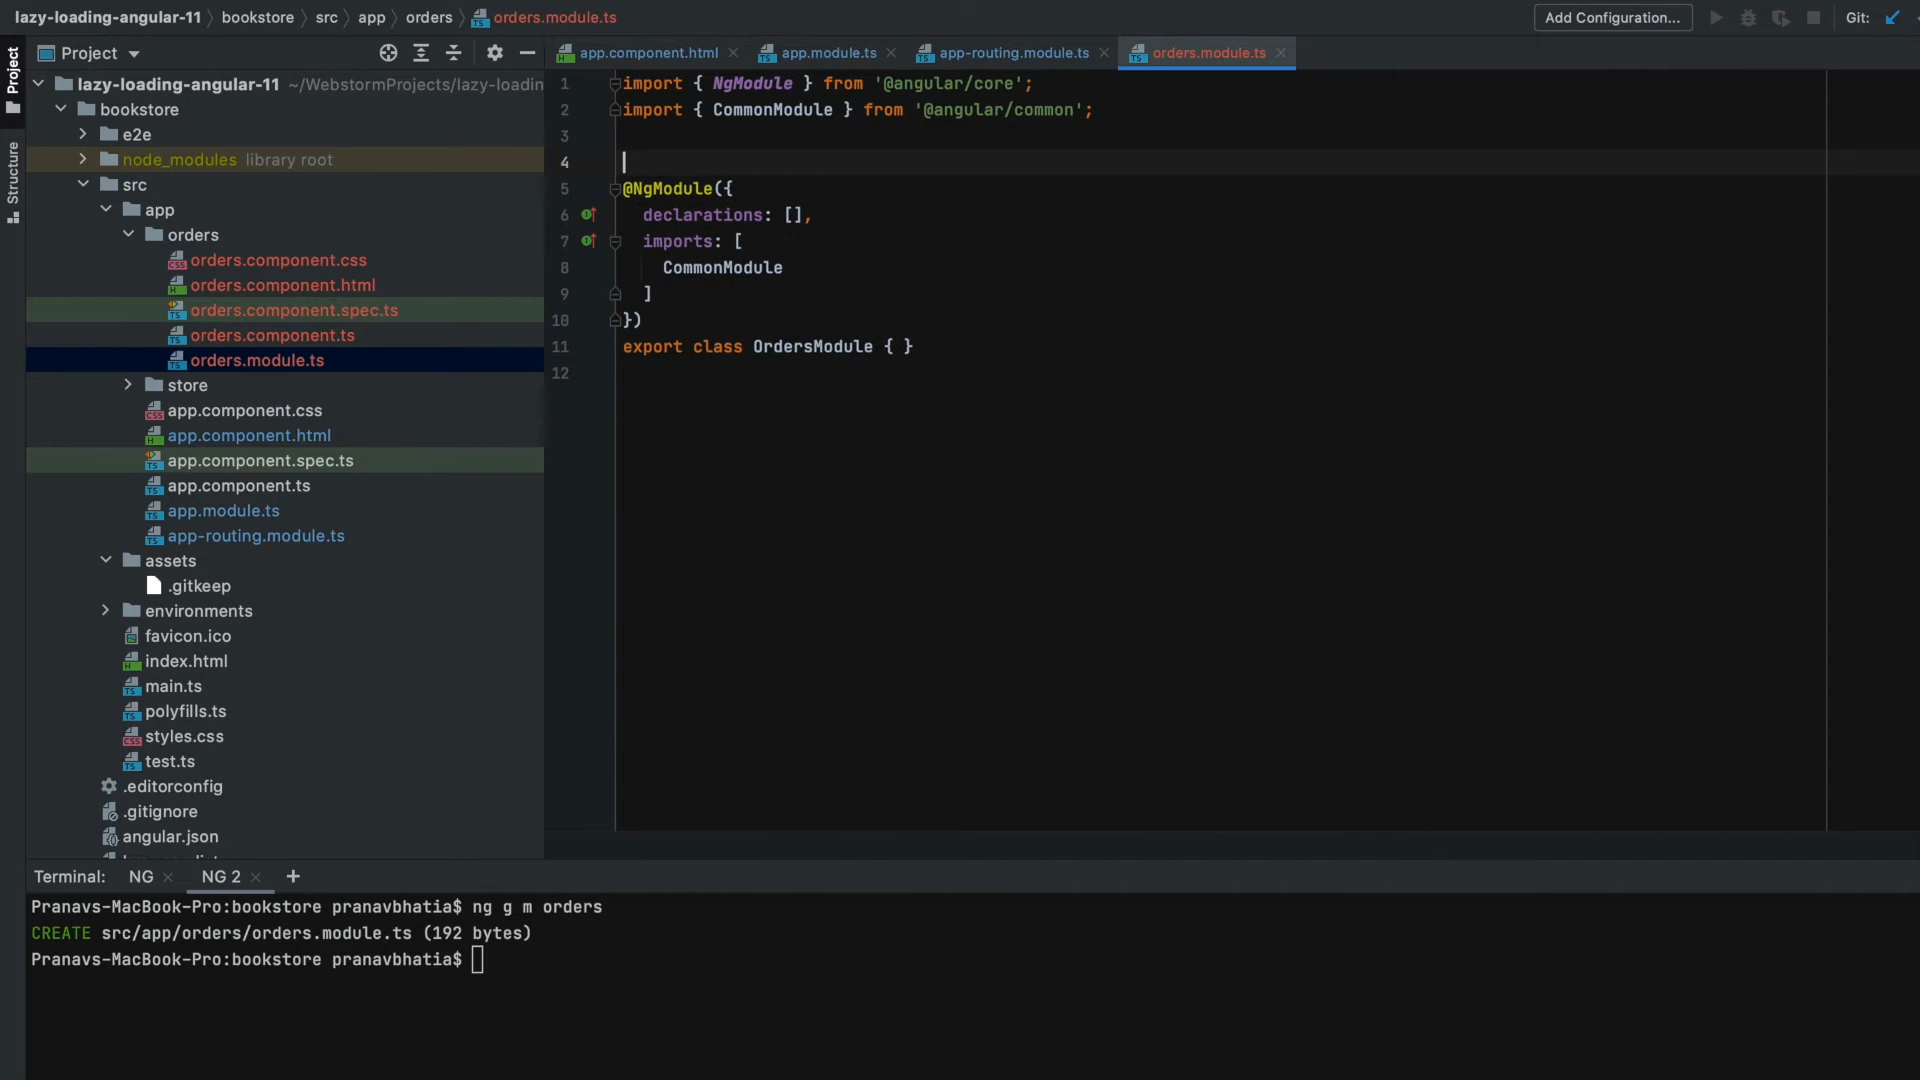 lazy-loading-angular-11 bookstore src app orders orders.module.ts Add Configuration... Git:
Project
Project
Structure
lazy-loading-angular-11 ~/WebstormProjects/lazy-loadin
bookstore
e2e
node_modules library root
src
app
orders
orders.component.css
orders.component.html
orders.component.spec.ts
orders.component.ts
orders.module.ts
store
app.component.css
app.component.html
app.component.spec.ts
app.component.ts
app.module.ts
app-routing.module.ts
assets
.gitkeep
environments
favicon.ico
index.html
main.ts
polyfills.ts
styles.css
test.ts
.editorconfig
.gitignore
angular.json
app.component.html app.module.ts app-routing.module.ts orders.module.ts
1 import { NgModule } from '@angular/core';
2 import { CommonModule } from '@angular/common';
3
4
5 @NgModule({
6 declarations: [],
7 imports: [
8 CommonModule
9 ]
10 })
11 export class OrdersModule { }
12
Terminal: NG NG 2 +
Pranavs-MacBook-Pro:bookstore pranavbhatia$ ng g m orders
CREATE src/app/orders/orders.module.ts (192 bytes)
Pranavs-MacBook-Pro:bookstore pranavbhatia$